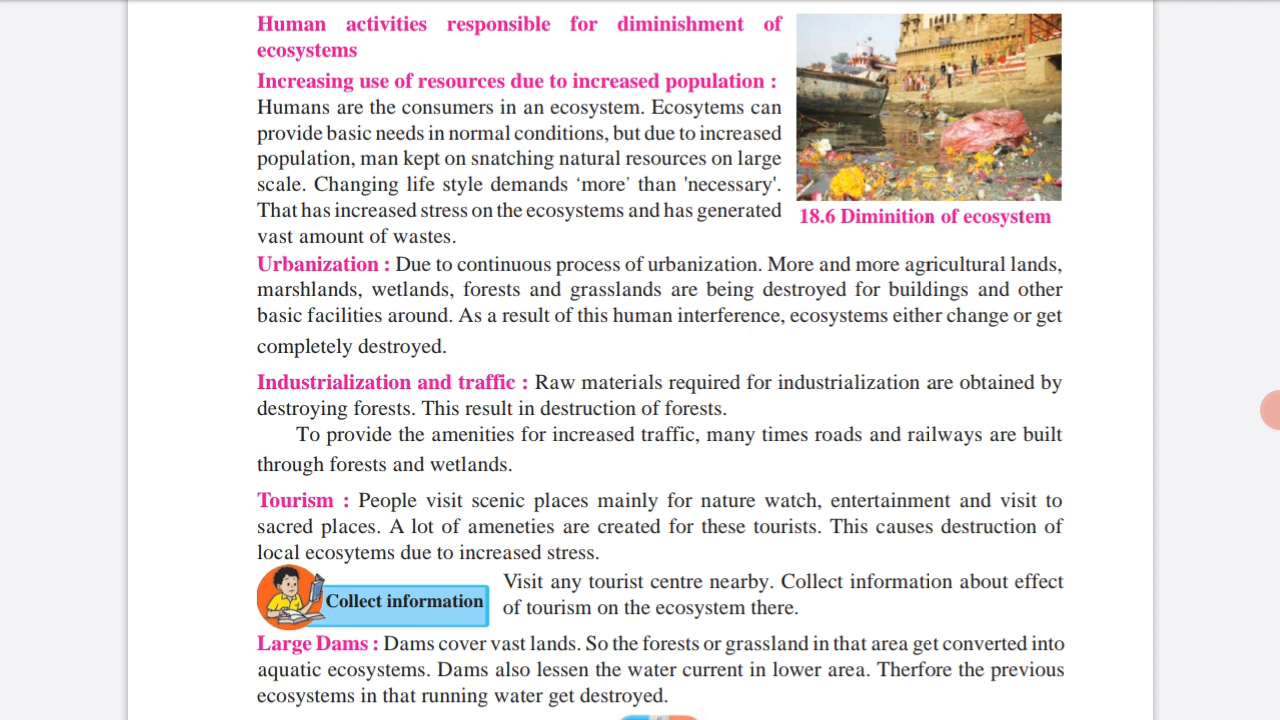 Human activities responsible for diminishment of
ecosystems
Increasing use of resources due to increased population :
Humans are the consumers in an ecosystem. Ecosytems can
provide basic needs in normal conditions, but due to increased
population, man kept on snatching natural resources on large
scale. Changing life style demands ‘more’ than 'necessary'.
That has increased stress on the ecosystems and has generated
vast amount of wastes.
18.6 Diminition of ecosystem
Urbanization : Due to continuous process of urbanization. More and more agricultural lands,
marshlands, wetlands, forests and grasslands are being destroyed for buildings and other
basic facilities around. As a result of this human interference, ecosystems either change or get
completely destroyed.
Industrialization and traffic : Raw materials required for industrialization are obtained by
destroying forests. This result in destruction of forests.
To provide the amenities for increased traffic, many times roads and railways are built
through forests and wetlands.
Tourism : People visit scenic places mainly for nature watch, entertainment and visit to
sacred places. A lot of ameneties are created for these tourists. This causes destruction of
local ecosytems due to increased stress.
Collect information
Visit any tourist centre nearby. Collect information about effect
of tourism on the ecosystem there.
Large Dams : Dams cover vast lands. So the forests or grassland in that area get converted into
aquatic ecosystems. Dams also lessen the water current in lower area. Therfore the previous
ecosystems in that running water get destroyed.